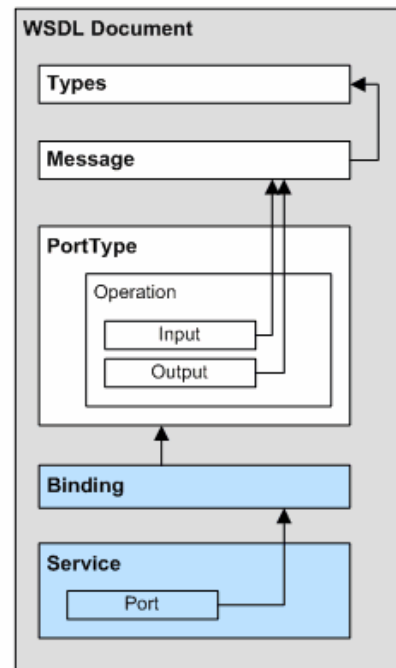 WSDL Document
Types
Message
PortType
Operation
Input
Output
Binding
Service
Port